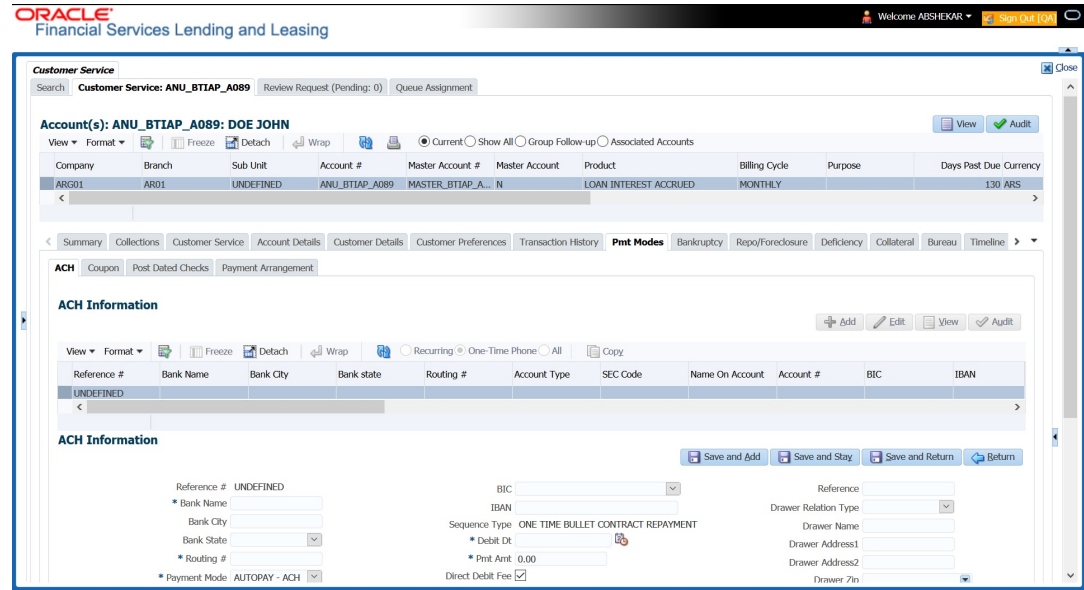 ORACLE
Financial Services Lending and Leasing
Welcome ABSHEKAR Sign Out [QA]
Customer Service
Close
Search Customer Service: ANU_BTIAP_A089 Review Request (Pending: 0) Queue Assignment
Account(s): ANU_BTIAP_A089: DOE JOHN
View Audit
View Format Freeze Detach Wrap Current Show All Group Follow-up Associated Accounts
Company Branch Sub Unit Account # Master Account # Master Account Product Billing Cycle Purpose Days Past Due Currency
ARG01 AR01 UNDEFINED ANU_BTIAP_A089 MASTER_BTIAP_A... N LOAN INTEREST ACCRUED MONTHLY 130 ARS
Summary Collections Customer Service Account Details Customer Details Customer Preferences Transaction History Pmt Modes Bankruptcy Repo/Foreclosure Deficiency Collateral Bureau Timeline
ACH Coupon Post Dated Checks Payment Arrangement
ACH Information
Add Edit View Audit
View Format Freeze Detach Wrap Recurring One-Time Phone All Copy
Reference # Bank Name Bank City Bank state Routing # Account Type SEC Code Name On Account Account # BIC IBAN
UNDEFINED
ACH Information
Save and Add Save and Stay Save and Return Return
Reference # UNDEFINED BIC Reference
* Bank Name IBAN Drawer Relation Type
Bank City Sequence Type ONE TIME BULLET CONTRACT REPAYMENT Drawer Name
Bank State * Debit Dt Drawer Address1
* Routing # * Pmt Amt 0.00 Drawer Address2
* Payment Mode AUTOPAY - ACH Direct Debit Fee Drawer Zip